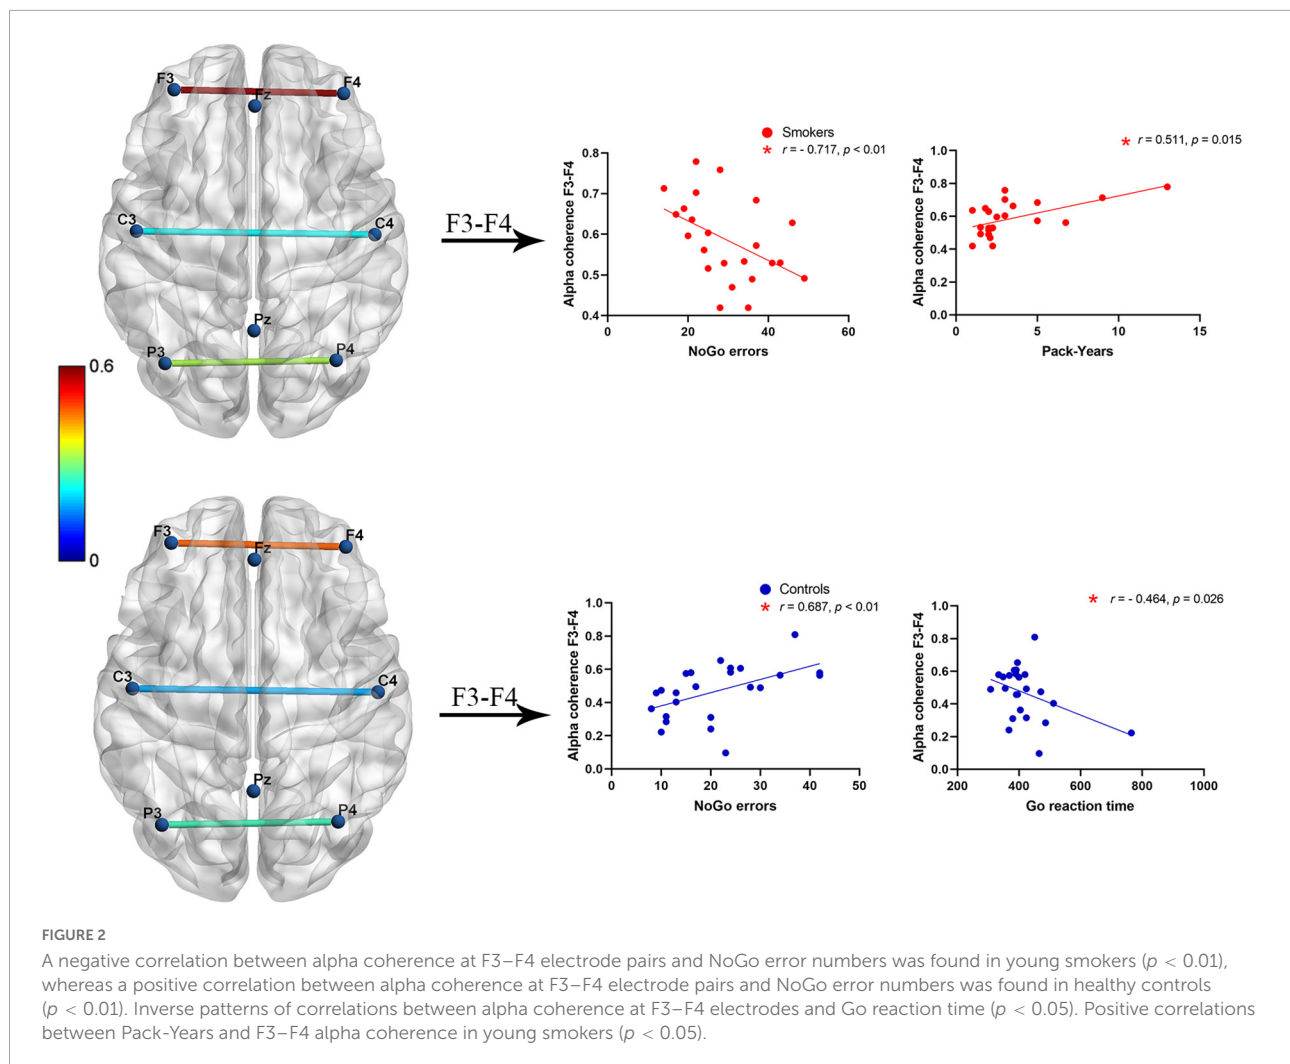 F3
F4
Fz
C3
C4
Pz
P3
P4
0.6
0
F3-F4
Smokers
* r = - 0.717, p < 0.01
Alpha coherence F3-F4
0.8
0.7
0.6
0.5
0.4
0
20
40
60
NoGo errors
* r = 0.511, p = 0.015
Alpha coherence F3-F4
1.0
0.8
0.6
0.4
0.2
0.0
0
5
10
15
Pack-Years
F3
F4
Fz
C3
C4
Pz
P3
P4
F3-F4
Controls
* r = 0.687, p < 0.01
Alpha coherence F3-F4
1.0
0.8
0.6
0.4
0.2
0.0
0
10
20
30
40
50
NoGo errors
* r = - 0.464, p = 0.026
Alpha coherence F3-F4
1.0
0.8
0.6
0.4
0.2
0.0
200
400
600
800
1000
Go reaction time
FIGURE 2
A negative correlation between alpha coherence at F3–F4 electrode pairs and NoGo error numbers was found in young smokers (p < 0.01),
whereas a positive correlation between alpha coherence at F3–F4 electrode pairs and NoGo error numbers was found in healthy controls
(p < 0.01). Inverse patterns of correlations between alpha coherence at F3–F4 electrodes and Go reaction time (p < 0.05). Positive correlations
between Pack-Years and F3–F4 alpha coherence in young smokers (p < 0.05).